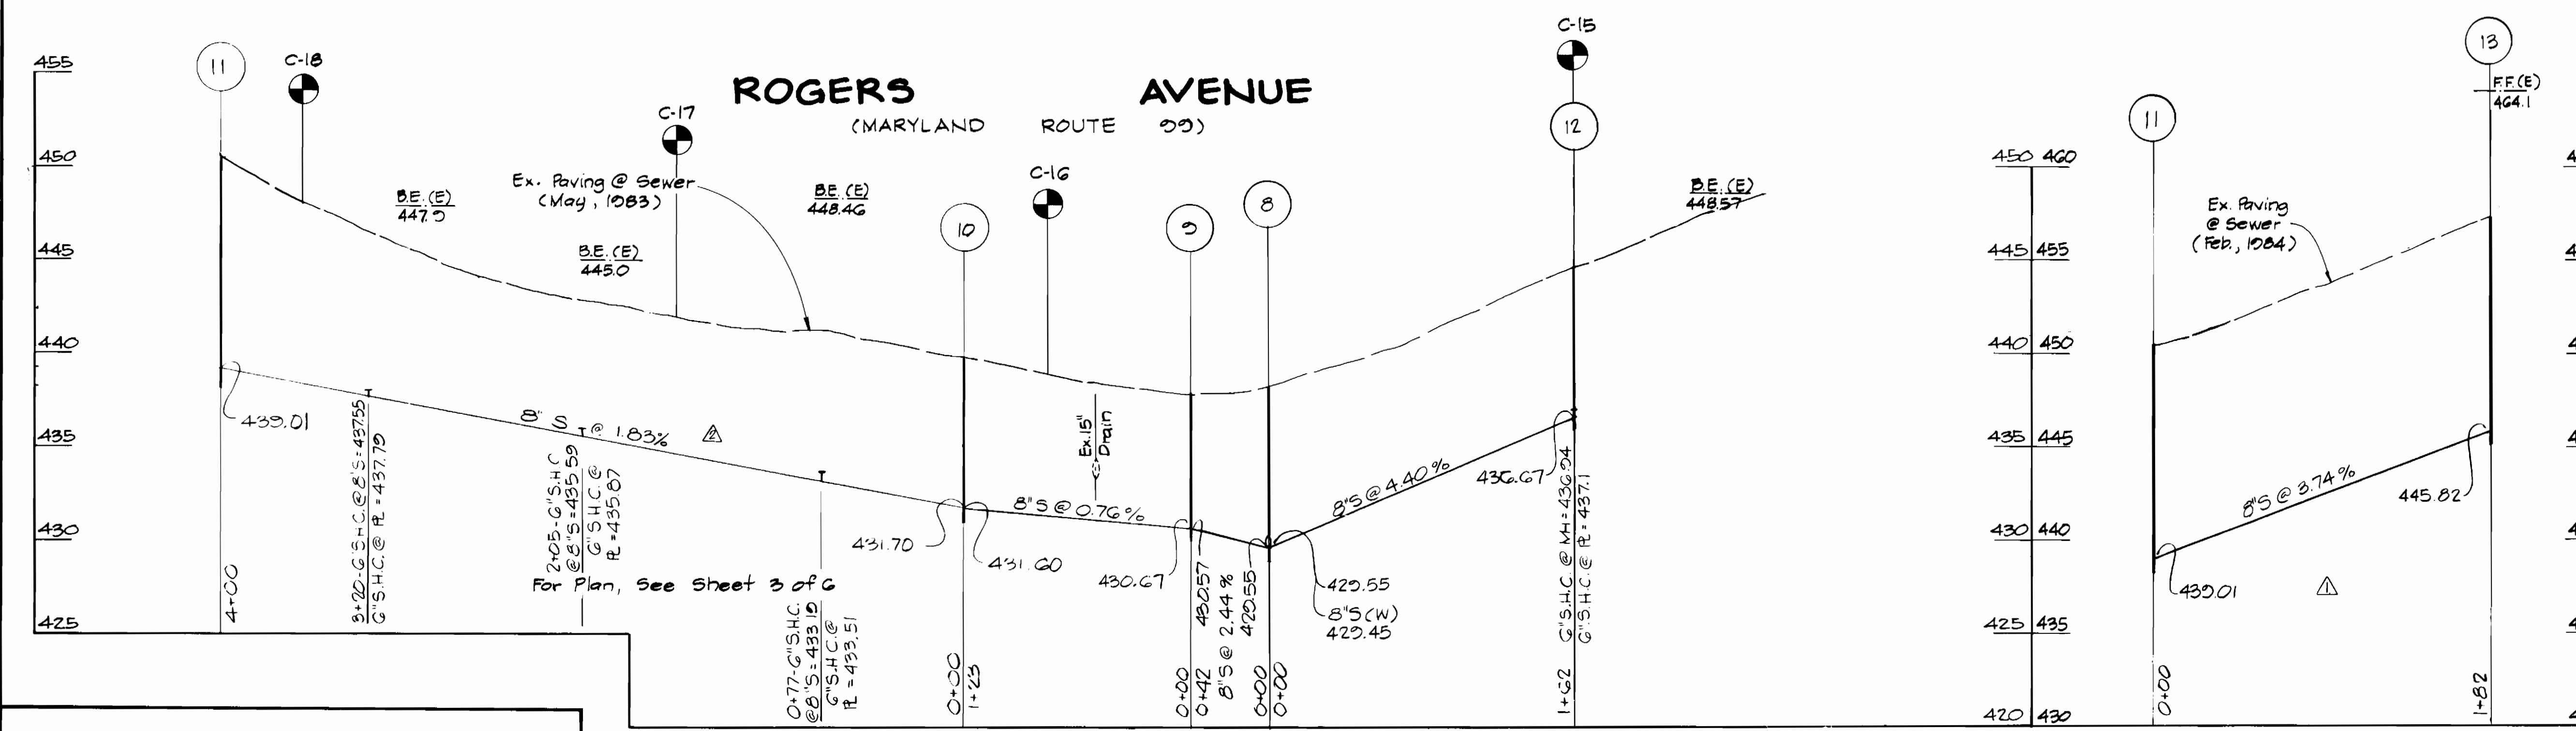 ROGERS AVENUE
(MARYLAND ROUTE 99)
455
450
445
440
435
430
425
11
C-18
C-17
C-16
C-15
10
9
8
12
B.E. (E)
447.9
Ex. Paving @ Sewer
(May, 1983)
B.E. (E)
445.0
B.E. (E)
448.46
B.E. (E)
448.57
439.01
8" S @ 1.83%
2
3+20-6"S.H.C.@8"S=437.55
6"S.H.C.@ PL=437.79
2+05-6"S.H.C
@8"S=435.59
6"S.H.C.@
PL=435.87
For Plan, See Sheet 3 of 6
0+77-6"S.H.C.
@8"S=433.19
6"S.H.C.@
PL=433.51
4+00
431.70
431.60
8"S @ 0.76%
Ex.15"
Drain
430.67
430.57
8"S @ 2.44%
429.55
429.55
8"S(W)
429.45
8"S @ 4.40%
436.67
6"S.H.C.@ MH=436.94
6"S.H.C.@ PL=437.1
0+00
1+23
0+00
0+42
0+00
0+00
1+62
450 460
445 455
440 450
435 445
430 440
425 435
420 430
11
13
F.F.(E)
464.1
Ex. Paving
@ Sewer
(Feb., 1984)
8"S @ 3.74%
445.82
439.01
1
0+00
1+82